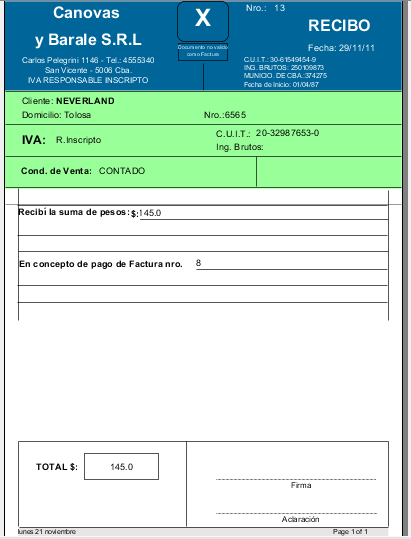 Canovas
y Barale S.R.L
Carlos Pelegrini 1146 - Tel.: 4555340
San Vicente - 5006 Cba.
IVA RESPONSABLE INSCRIPTO
X
Documento no valido
como Factura
Nro.: 13
RECIBO
Fecha: 29/11/11
C.U.I.T.: 30-61549454-9
ING. BRUTOS: 250109873
MUNICIO. DE CBA.:374275
Fecha de Inicio: 01/04/87
Cliente: NEVERLAND
Domicilio: Tolosa Nro.:6565
IVA: R.Inscripto C.U.I.T.: 20-32987653-0
Ing. Brutos:
Cond. de Venta: CONTADO
Recibí la suma de pesos:$:145.0
En concepto de pago de Factura nro. 8
TOTAL $: 145.0
Firma
Aclaración
lunes 21 noviembre Page 1 of 1